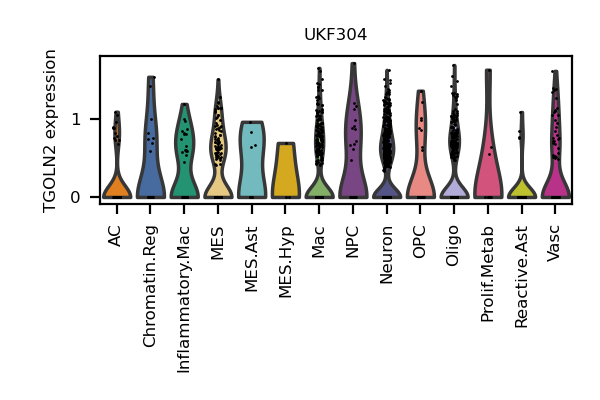 UKF304
TGOLN2 expression
1
0
AC
Chromatin.Reg
Inflammatory.Mac
MES
MES.Ast
MES.Hyp
Mac
NPC
Neuron
OPC
Oligo
Prolif.Metab
Reactive.Ast
Vasc